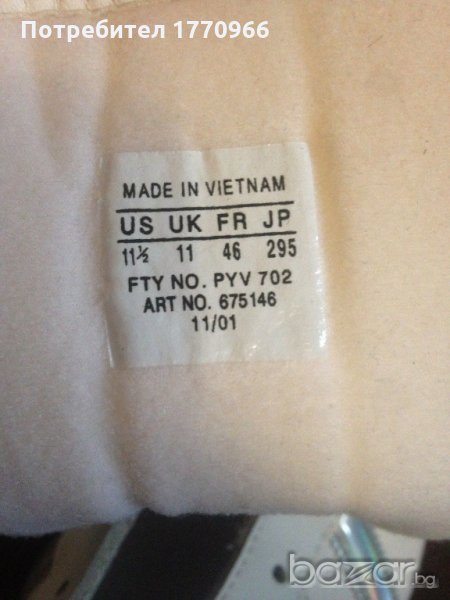 Потребител 1770966
MADE IN VIETNAM
US UK FR JP
11½ 11 46 295
FTY NO. PYV 702
ART NO. 675146
11/01
bazar.bg